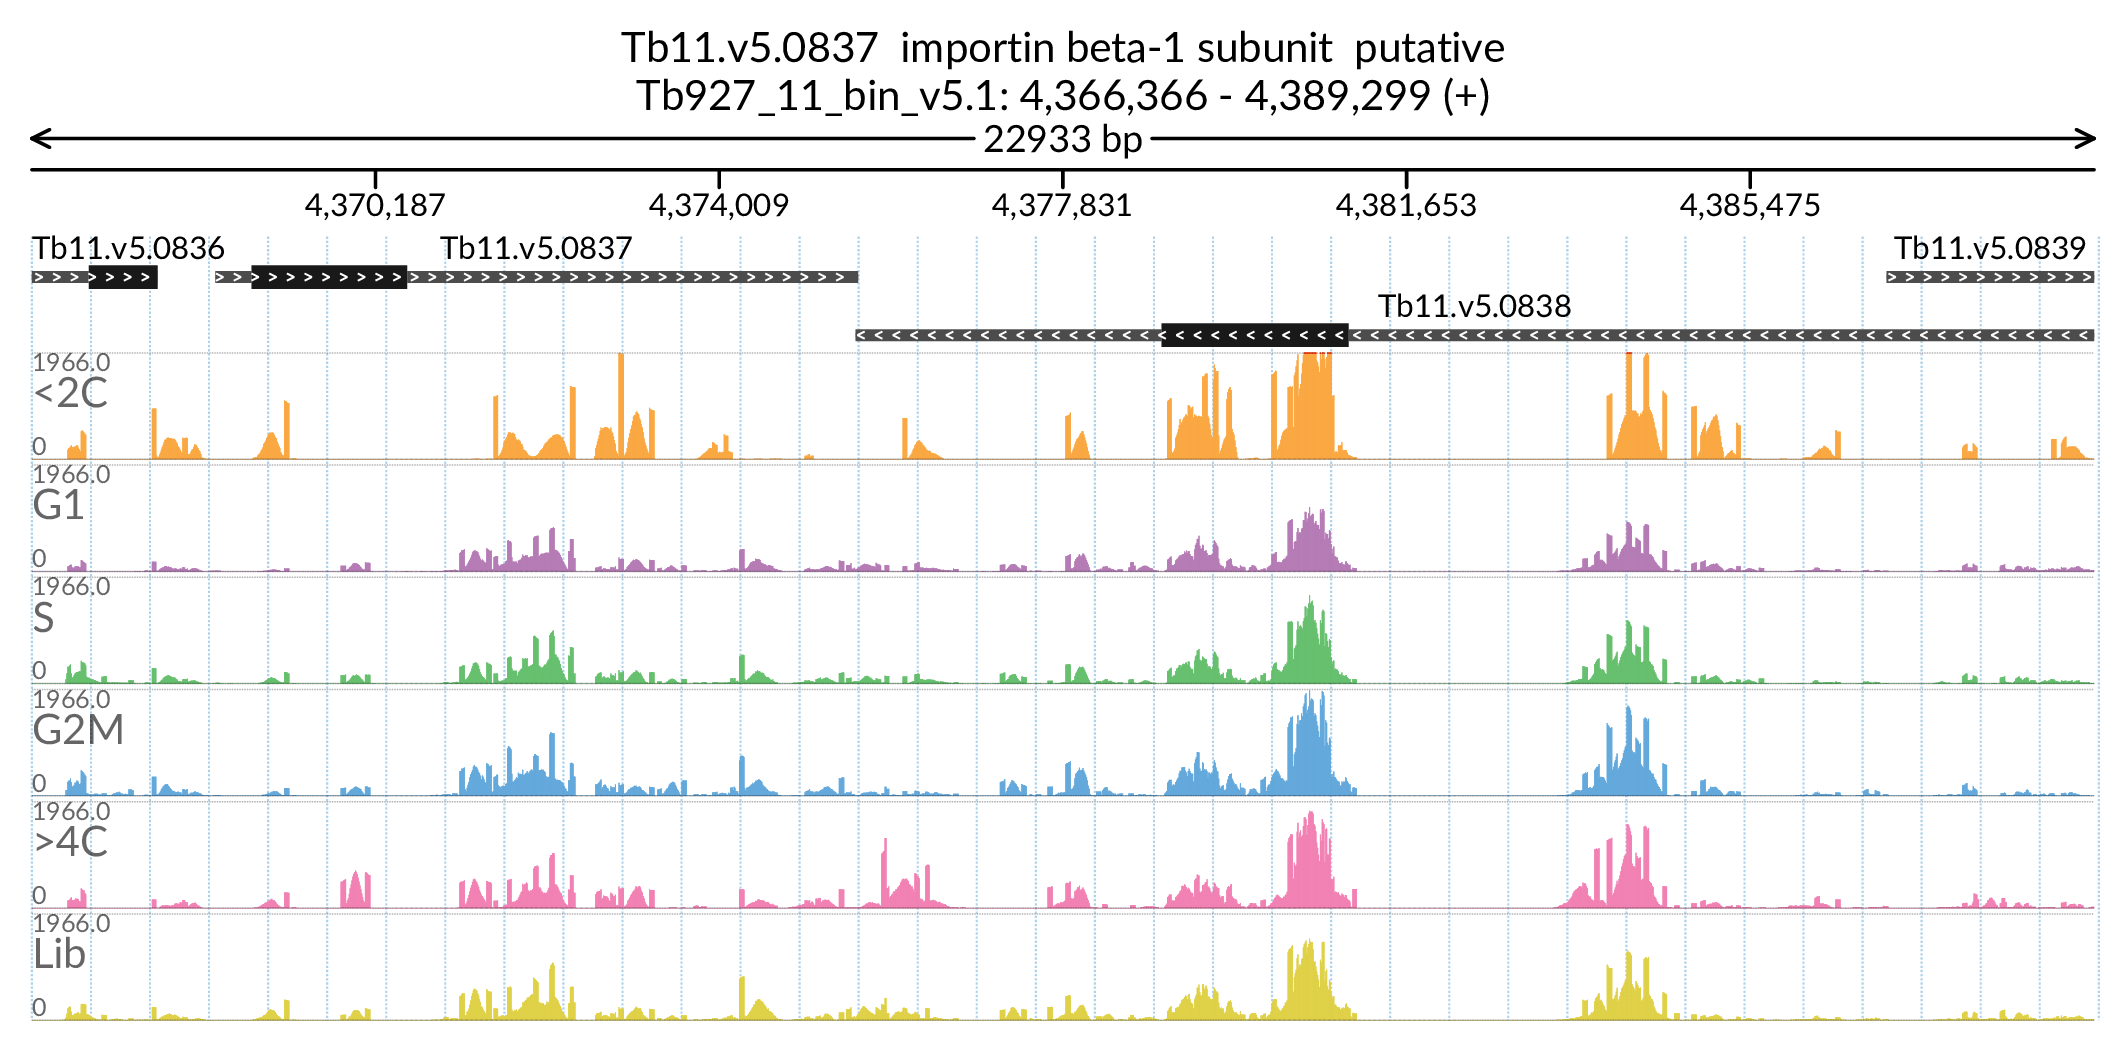 Tb11.v5.0837  importin beta-1 subunit  putative
Tb927_11_bin_v5.1: 4,366,366 - 4,389,299 (+)
22933 bp
4,370,187 4,374,009 4,377,831 4,381,653 4,385,475
Tb11.v5.0836 Tb11.v5.0837 Tb11.v5.0839
Tb11.v5.0838
1966.0
<2C
0
1966.0
G1
0
1966.0
S
0
1966.0
G2M
0
1966.0
>4C
0
1966.0
Lib
0